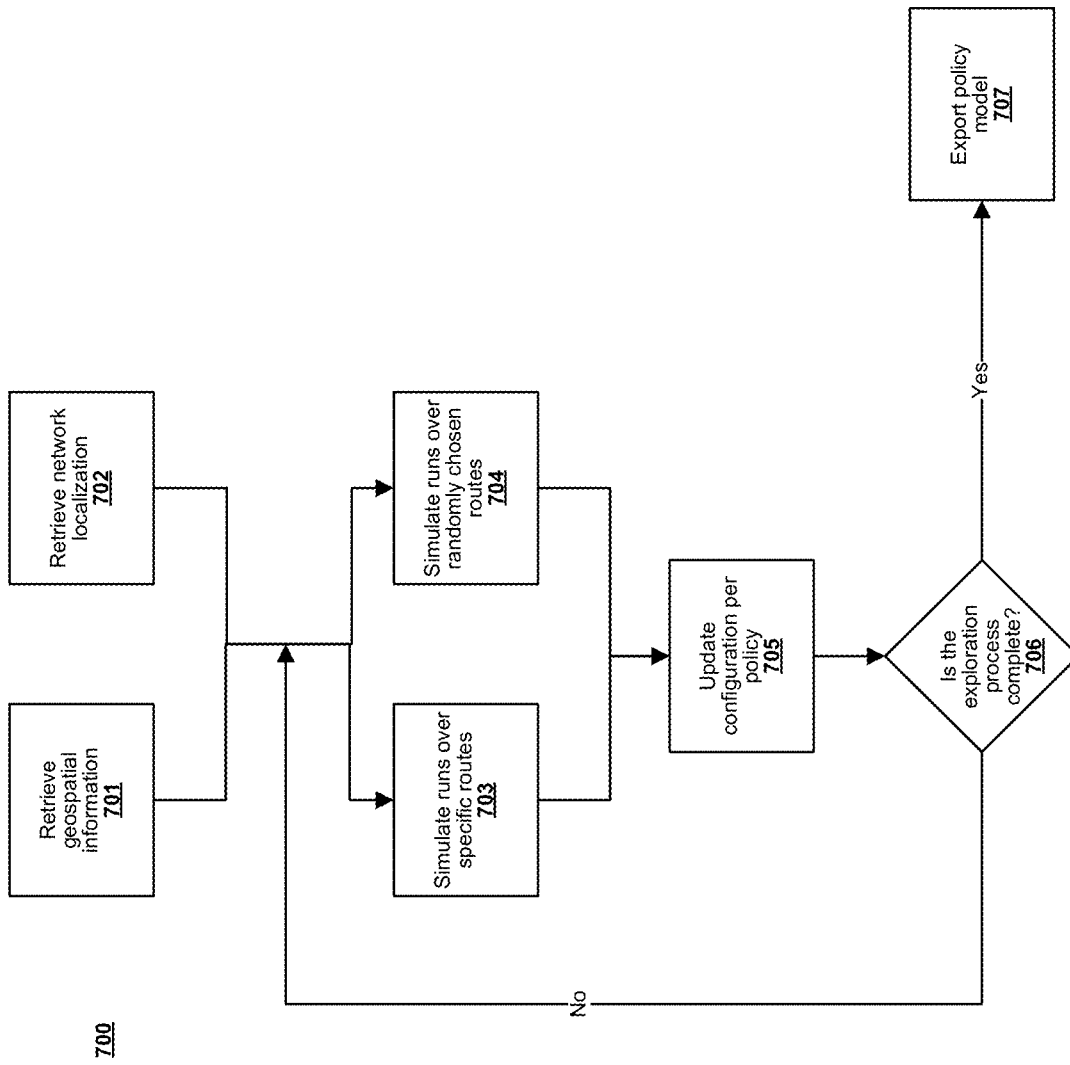 700
Retrieve
geospatial
information
701
Retrieve network
localization
702
Simulate runs over
specific routes
703
Simulate runs over
randomly chosen
routes
704
Update
configuration per
policy
705
Is the
exploration
process
complete?
706
No
Yes
Export policy
model
707